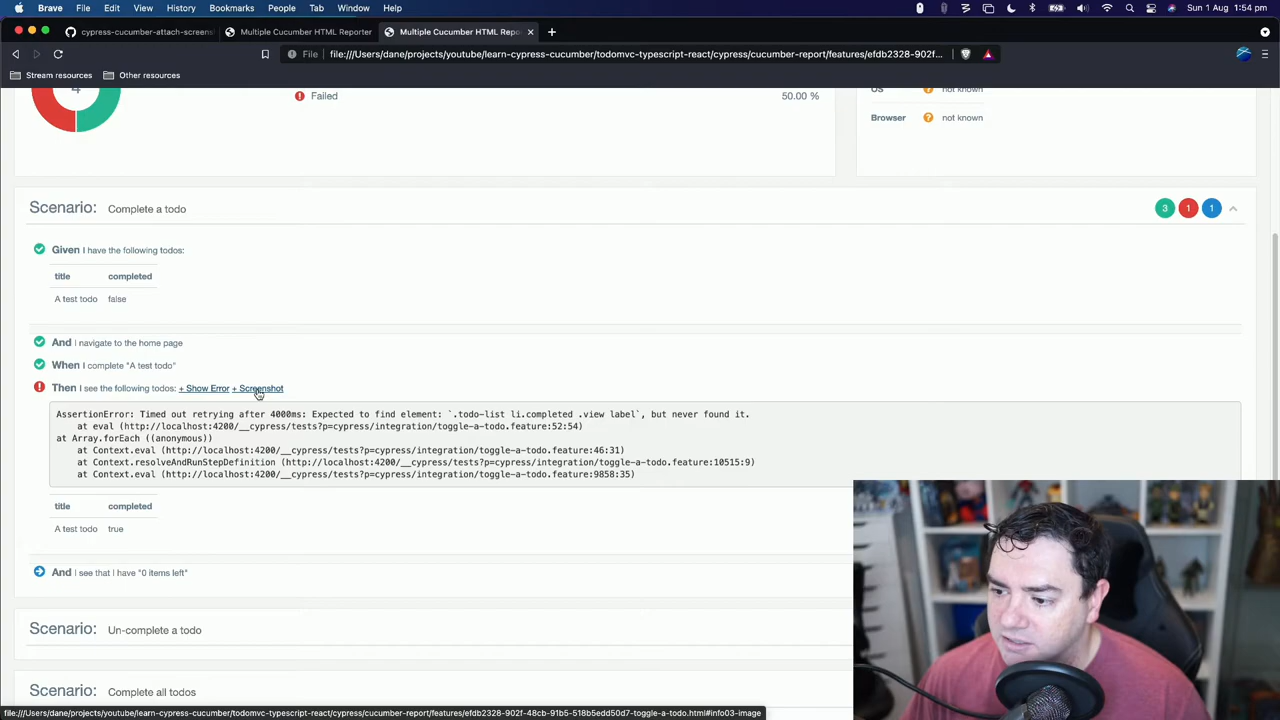 Brave File Edit View History Bookmarks People Tab Window Help Sat 2 Oct 1:54 pm
cypress-cucumber-attach-screens
Multiple Cucumber HTML Reporter
Multiple Cucumber HTML Repo
File file:///Users/dane/projects/youtube/learn-cypress-cucumber/todomvc-typescript-react/cypress/cucumber-report/features/efdb2328-902f...
Stream resources Other resources
4
Failed 50.00 %
OS not known
Browser not known
Scenario: Complete a todo
3 1 1
Given I have the following todos:
title completed
A test todo false
And I navigate to the home page
When I complete "A test todo"
Then I see the following todos: + Show Error + Screenshot
AssertionError: Timed out retrying after 4000ms: Expected to find element: `.todo-list li.completed .view label`, but never found it.
at eval (http://localhost:4200/__cypress/tests?p=cypress/integration/toggle-a-todo.feature:52:54)
at Array.forEach ((anonymous))
at Context.eval (http://localhost:4200/__cypress/tests?p=cypress/integration/toggle-a-todo.feature:46:31)
at Context.resolveAndRunStepDefinition (http://localhost:4200/__cypress/tests?p=cypress/integration/toggle-a-todo.feature:10515:9)
at Context.eval (http://localhost:4200/__cypress/tests?p=cypress/integration/toggle-a-todo.feature:9858:35)
title completed
A test todo true
And I see that I have "0 items left"
Scenario: Un-complete a todo
Scenario: Complete all todos
file:///Users/dane/projects/youtube/learn-cypress-cucumber/todomvc-typescript-react/cypress/cucumber-report/features/efdb2328-902f-48cb-91b5-518b5edd50d7-toggle-a-todo.html#info03-image